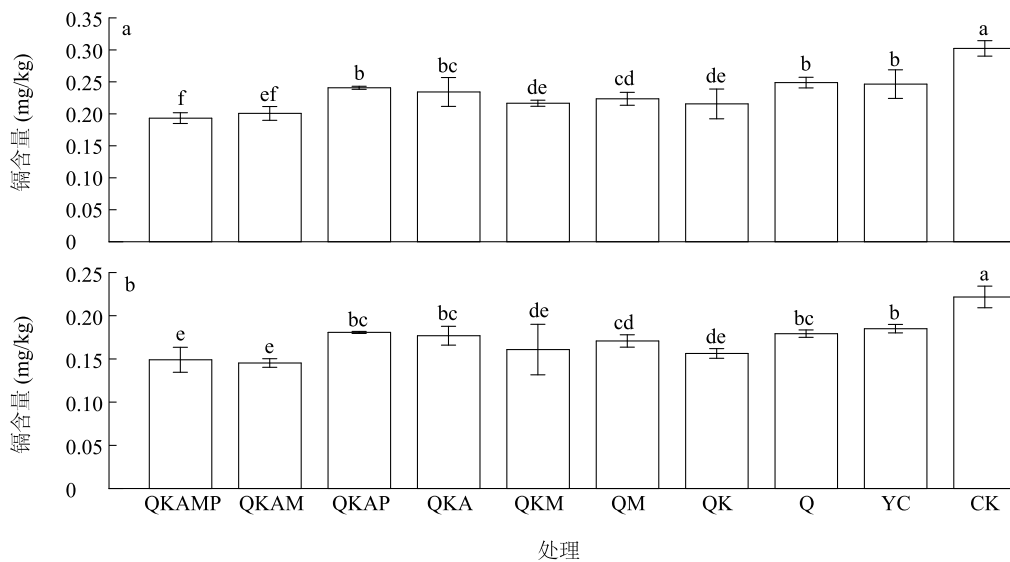 a
0.35
0.30
0.25
0.20
0.15
0.10
0.05
0
镉含量 (mg/kg)
f ef b bc de cd de b b a
b
0.25
0.20
0.15
0.10
0.05
0
镉含量 (mg/kg)
e e bc bc de cd de bc b a
QKAMP QKAM QKAP QKA QKM QM QK Q YC CK
处理